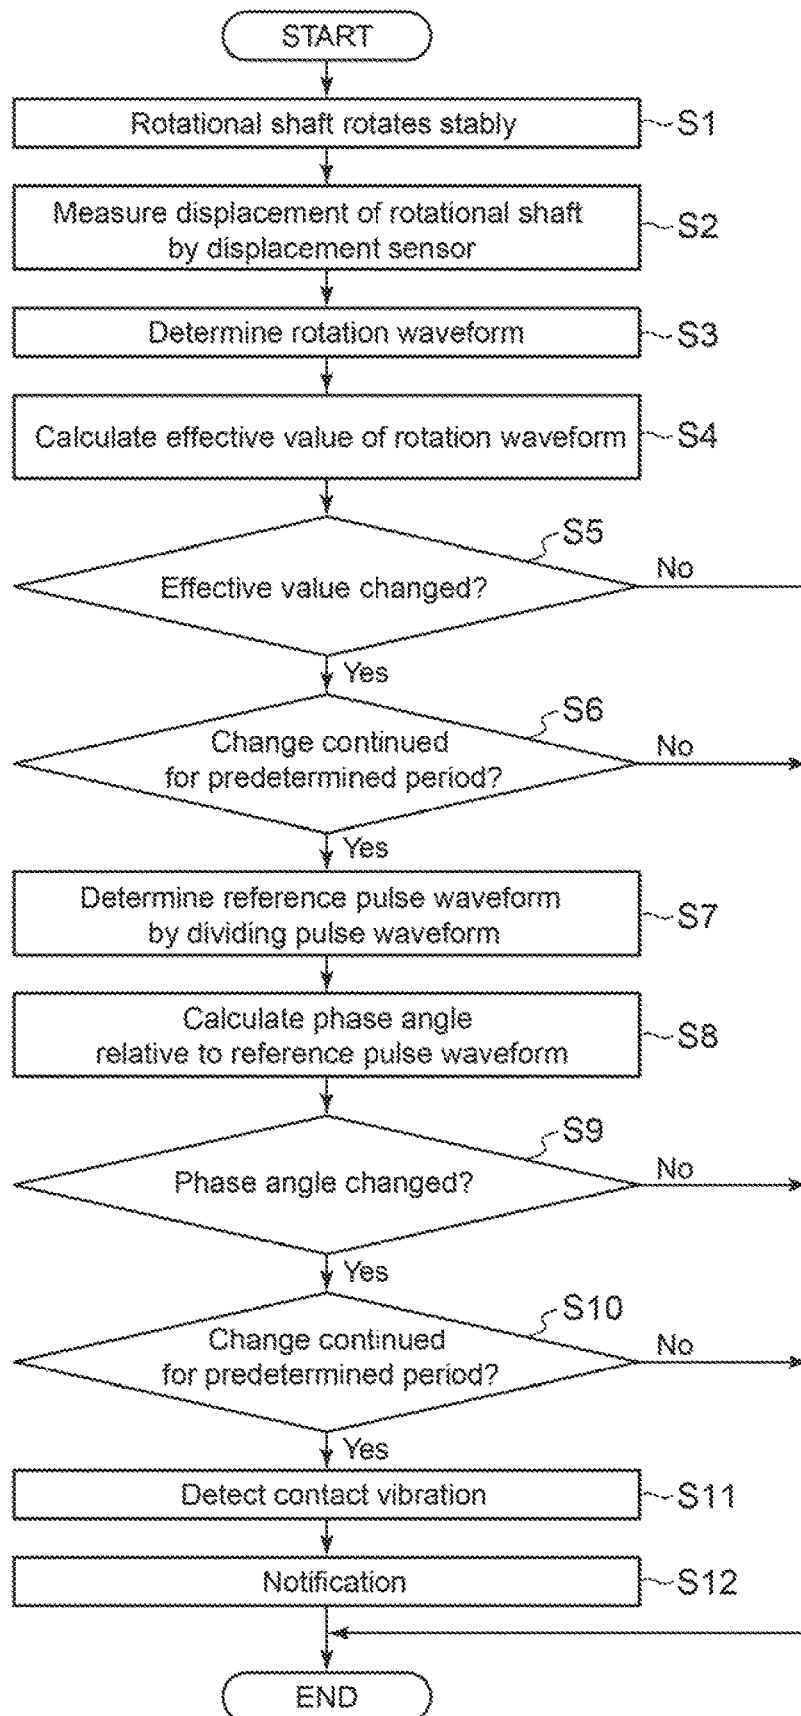 START
Rotational shaft rotates stably
S1
Measure displacement of rotational shaft
by displacement sensor
S2
Determine rotation waveform
S3
Calculate effective value of rotation waveform
S4
S5
Effective value changed?
No
Yes
S6
Change continued
for predetermined period?
No
Yes
Determine reference pulse waveform
by dividing pulse waveform
S7
Calculate phase angle
relative to reference pulse waveform
S8
S9
Phase angle changed?
No
Yes
S10
Change continued
for predetermined period?
No
Yes
Detect contact vibration
S11
Notification
S12
END